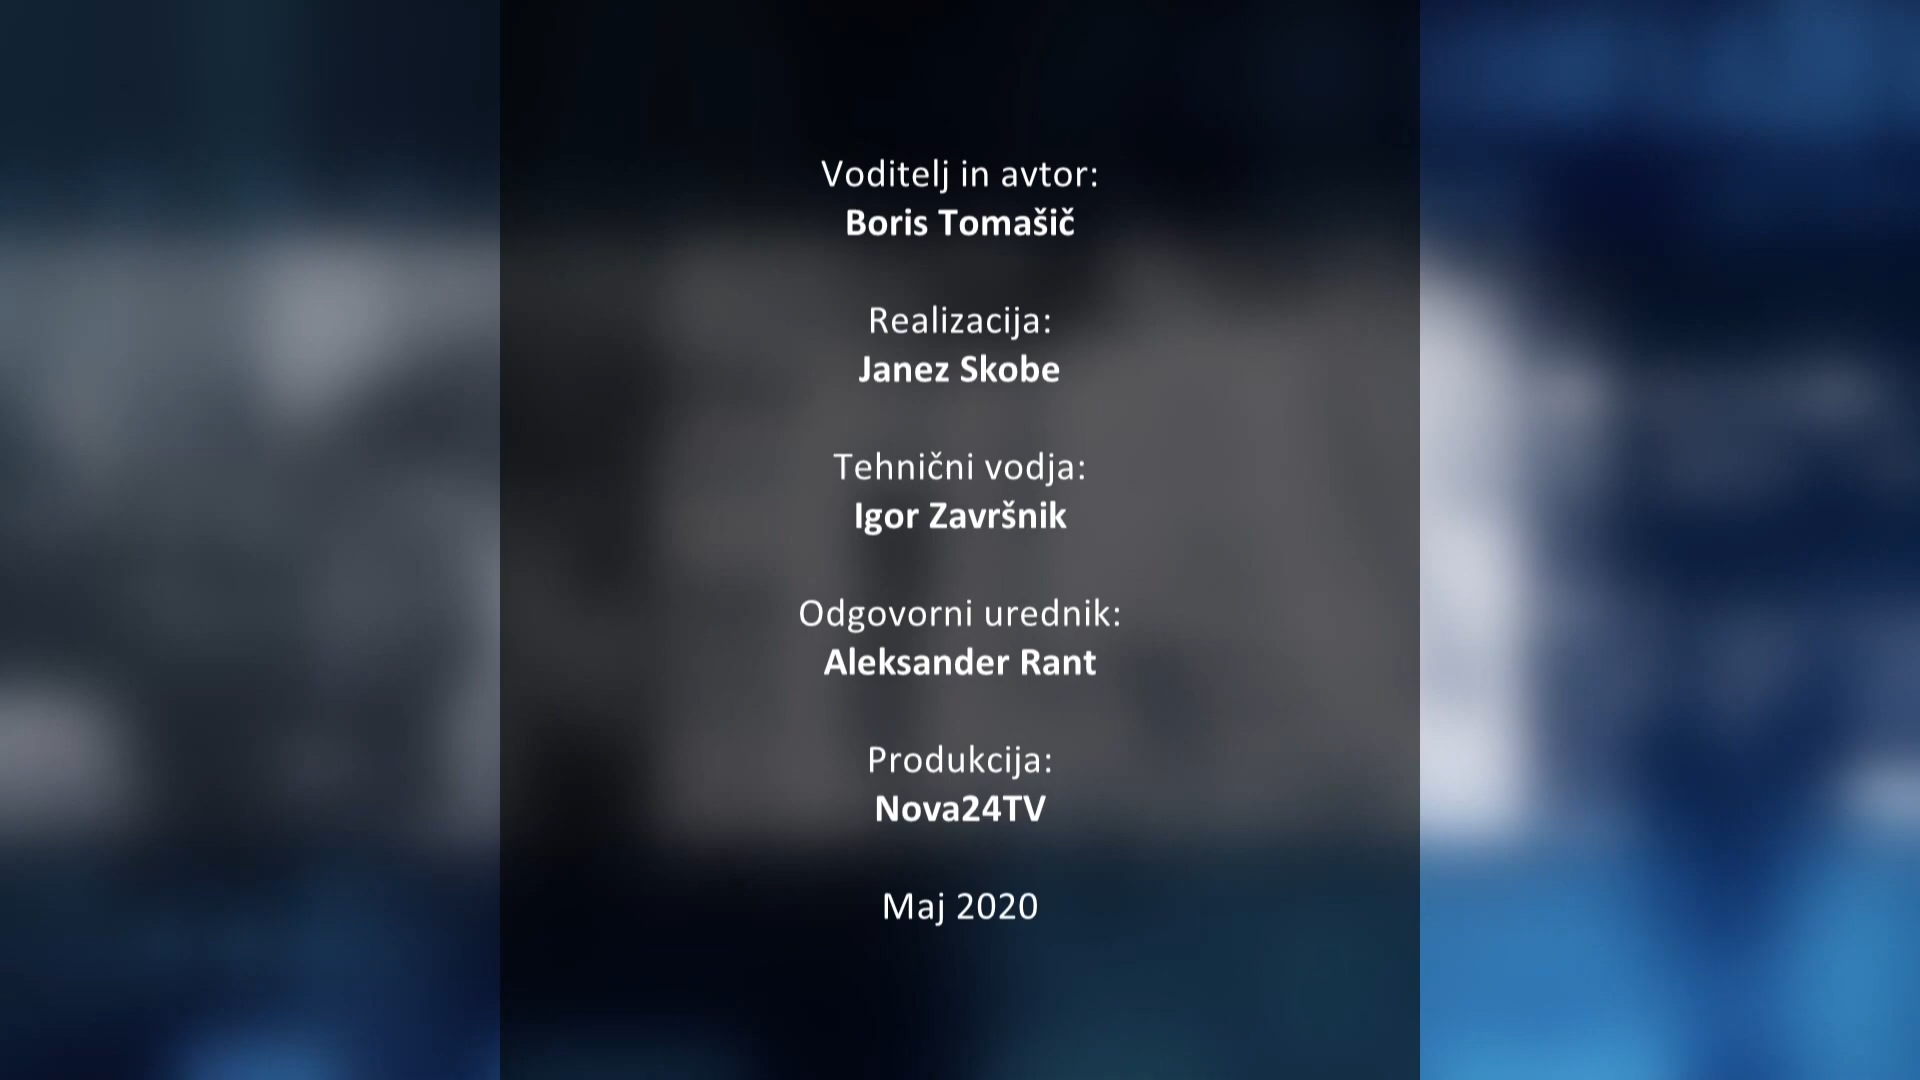 Voditelj in avtor:
Boris Tomašič
Realizacija:
Janez Skobe
Tehnični vodja:
Igor Završnik
Odgovorni urednik:
Aleksander Rant
Produkcija:
Nova24TV
Maj 2020